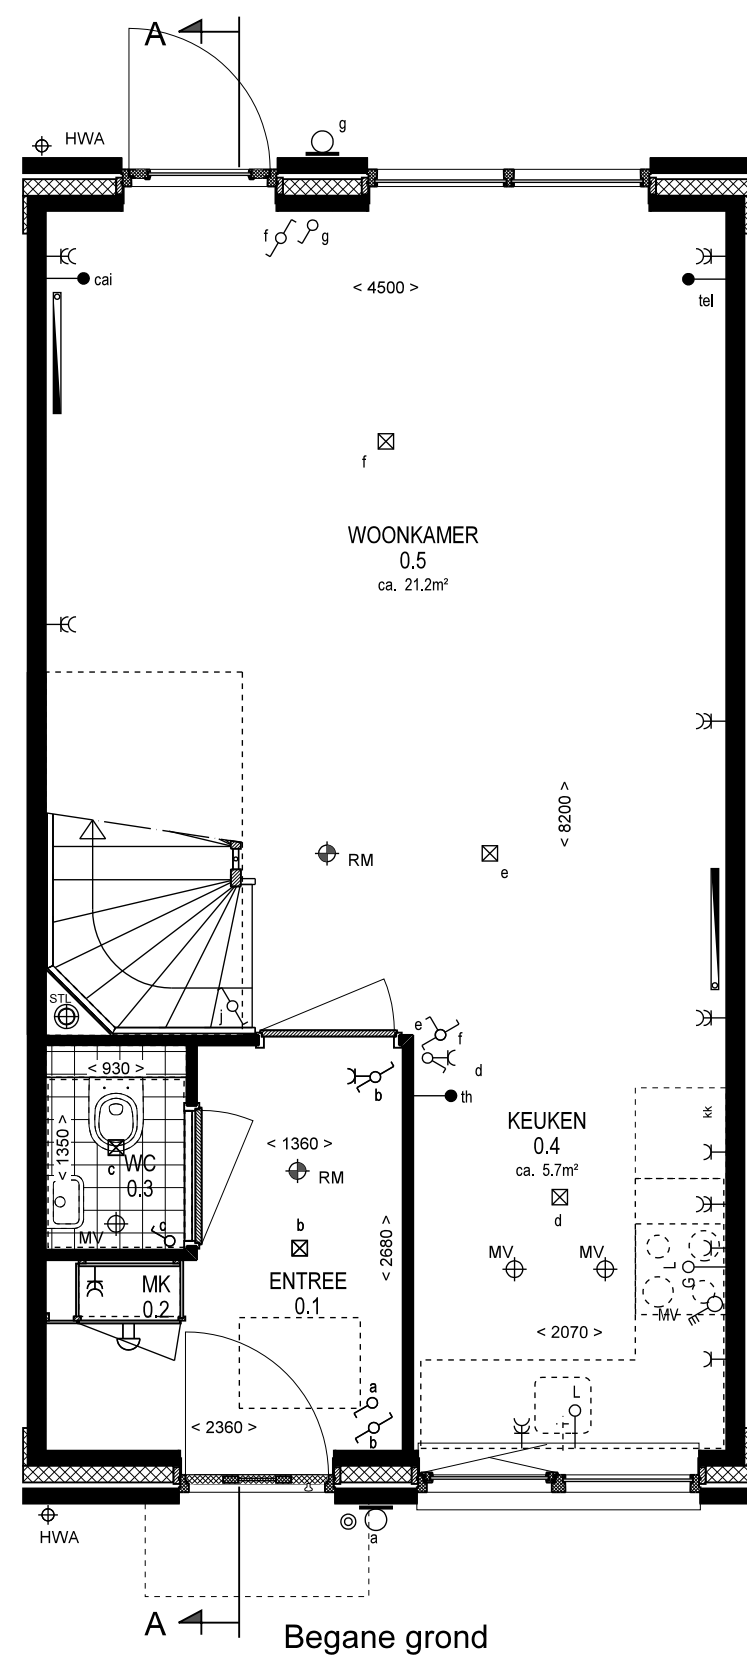 A
HWA
g
f
g
cai
< 4500 >
tel
f
WOONKAMER
0.5
ca. 21.2m²
< 8200 >
RM
e
STL
j
e
f
d
< 930 >
b
th
kk
KEUKEN
0.4
ca. 5.7m²
< 1350 >
c
WC
0.3
< 1360 >
RM
d
c
MV
b
< 2680 >
MV
MV
L
G
MK
0.2
ENTREE
0.1
MV
E
< 2070 >
a
L
< 2360 >
b
T
HWA
a
A
Begane grond